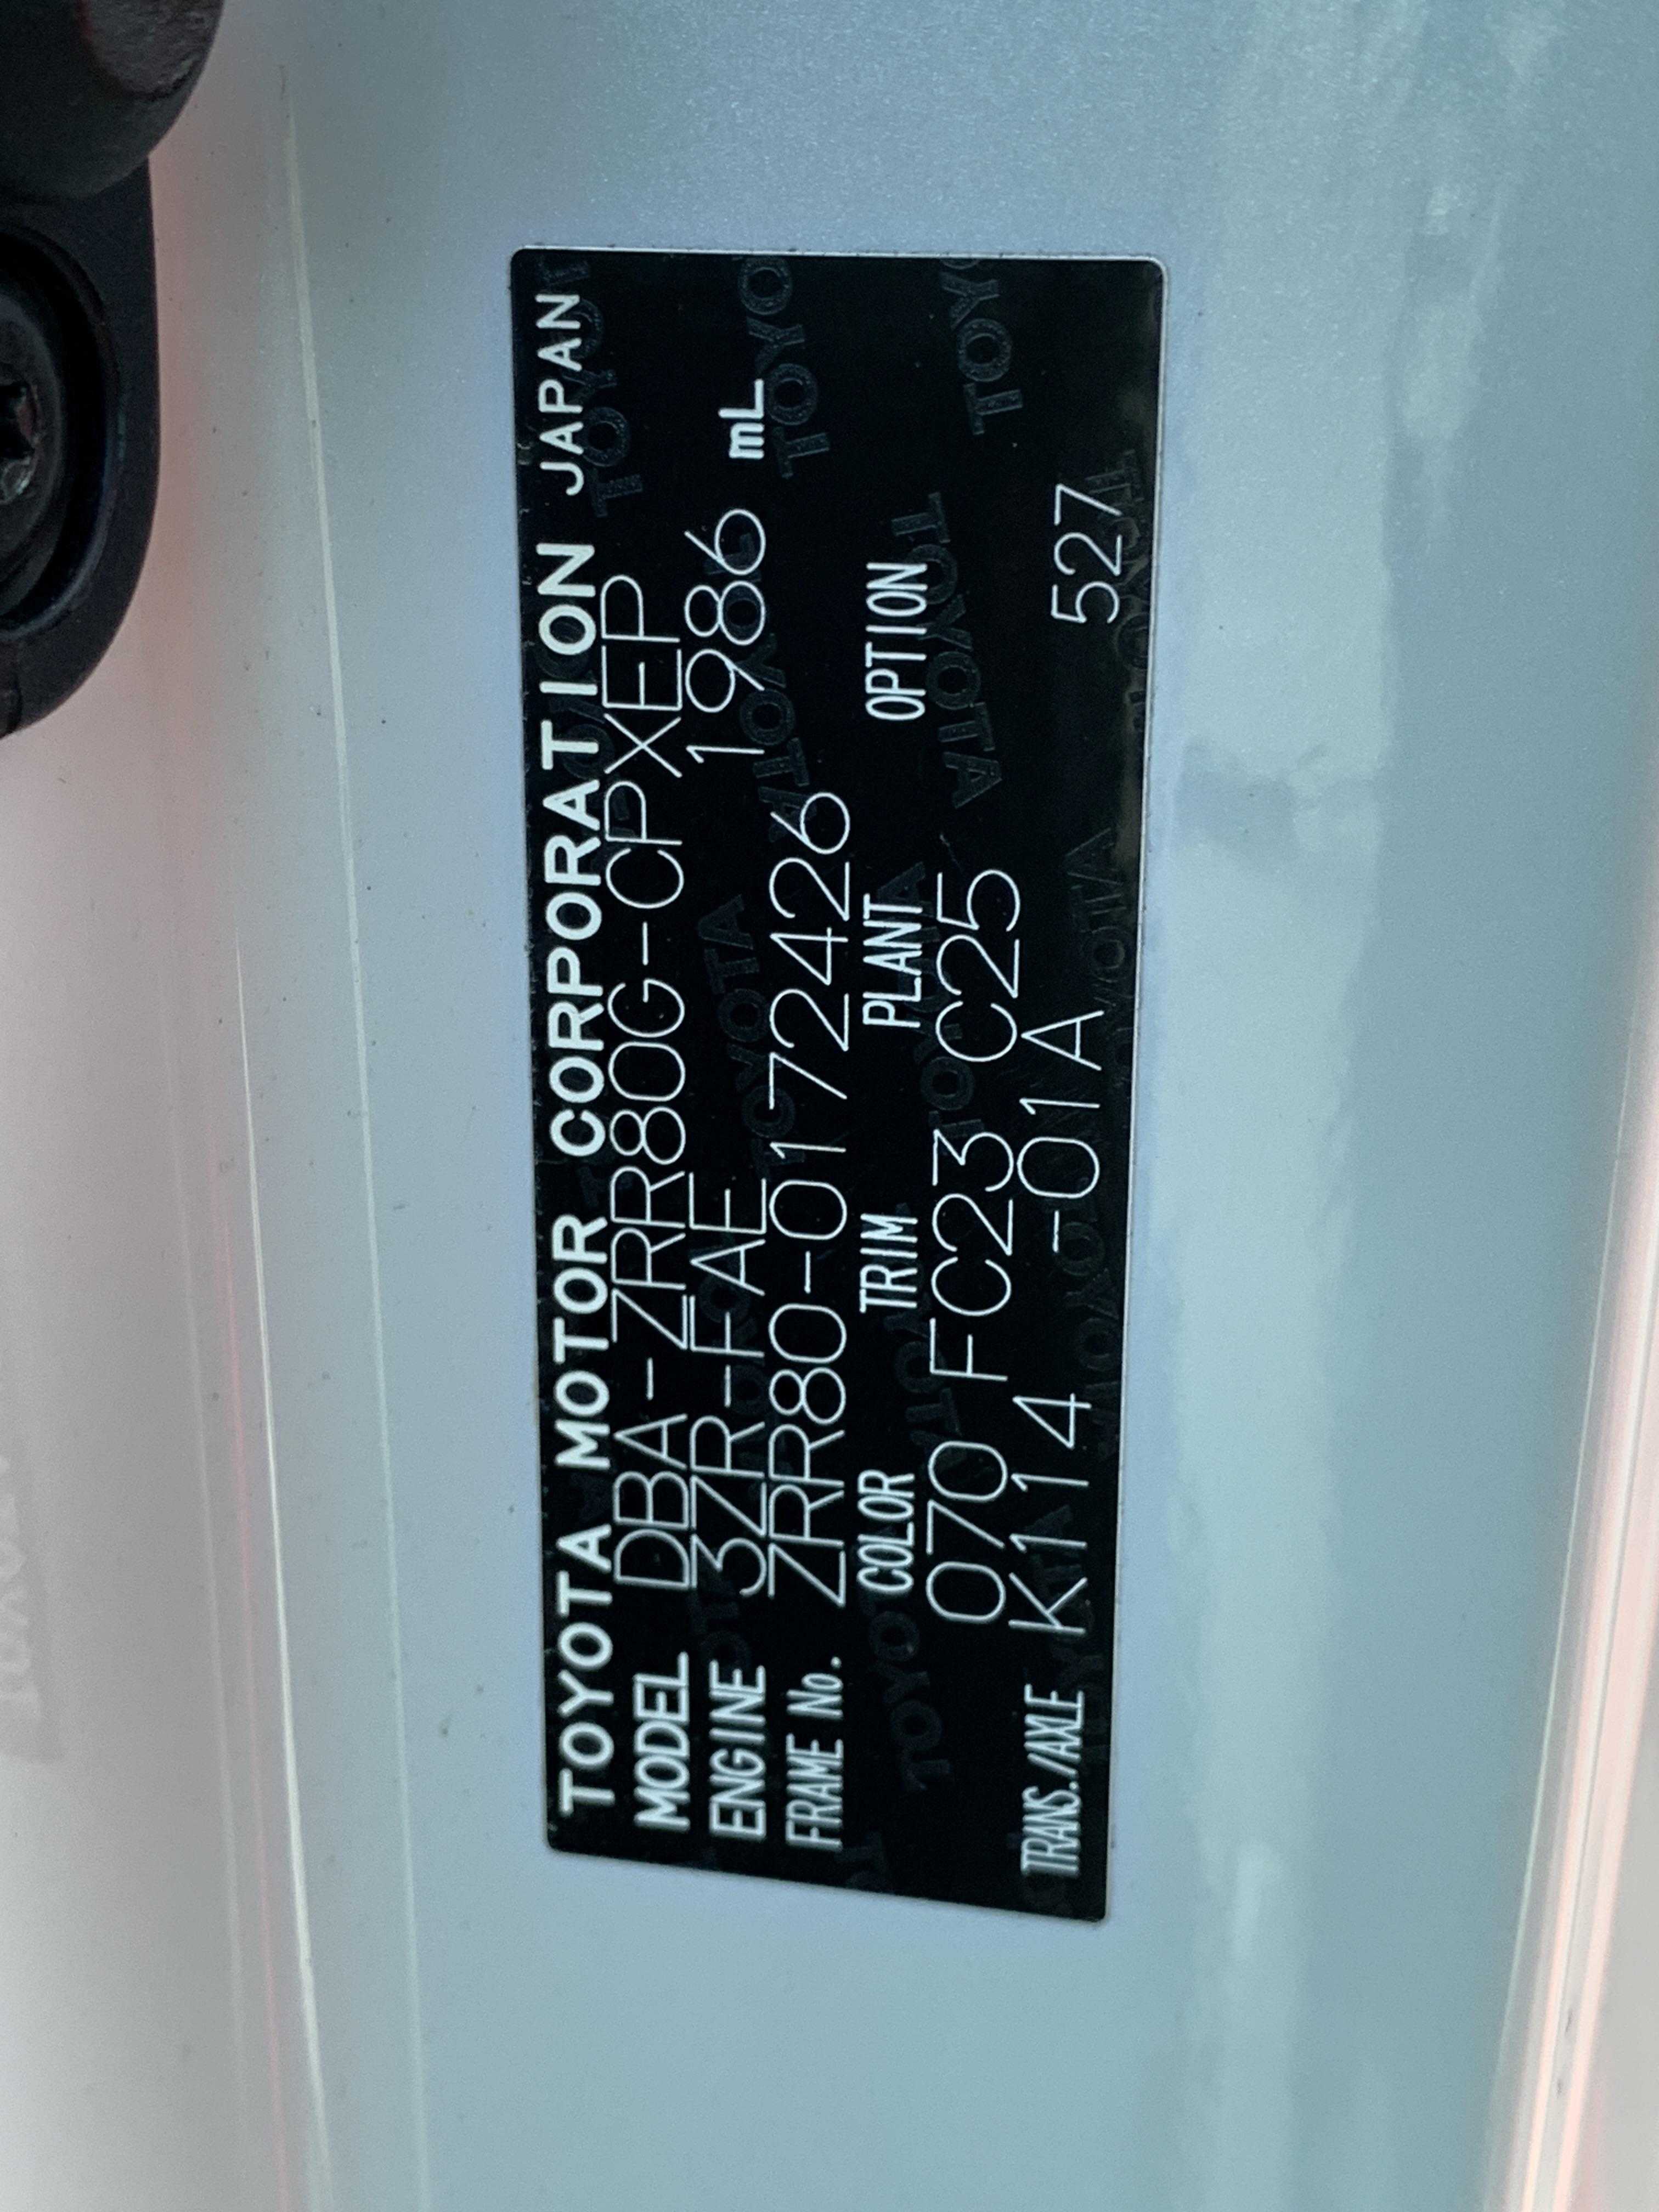 TOYOTA MOTOR CORPORATION JAPAN
MODEL DBA-ZRR80G-CPXEP
ENGINE 3ZR-FAE 1986 mL
FRAME No. ZRR80-0172426
COLOR TRIM PLANT OPTION
070 FC23 C25
TRANS./AXLE K114 -01A 527